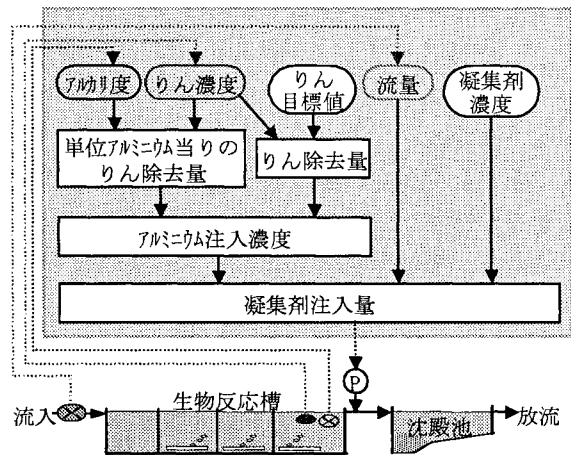 ｱﾙｶﾘ度
りん濃度
りん
目標値
流量
凝集剤
濃度
単位ｱﾙﾐﾆｳﾑ当りの
りん除去量
りん除去量
ｱﾙﾐﾆｳﾑ注入濃度
凝集剤注入量
P
流入
生物反応槽
沈殿池
放流